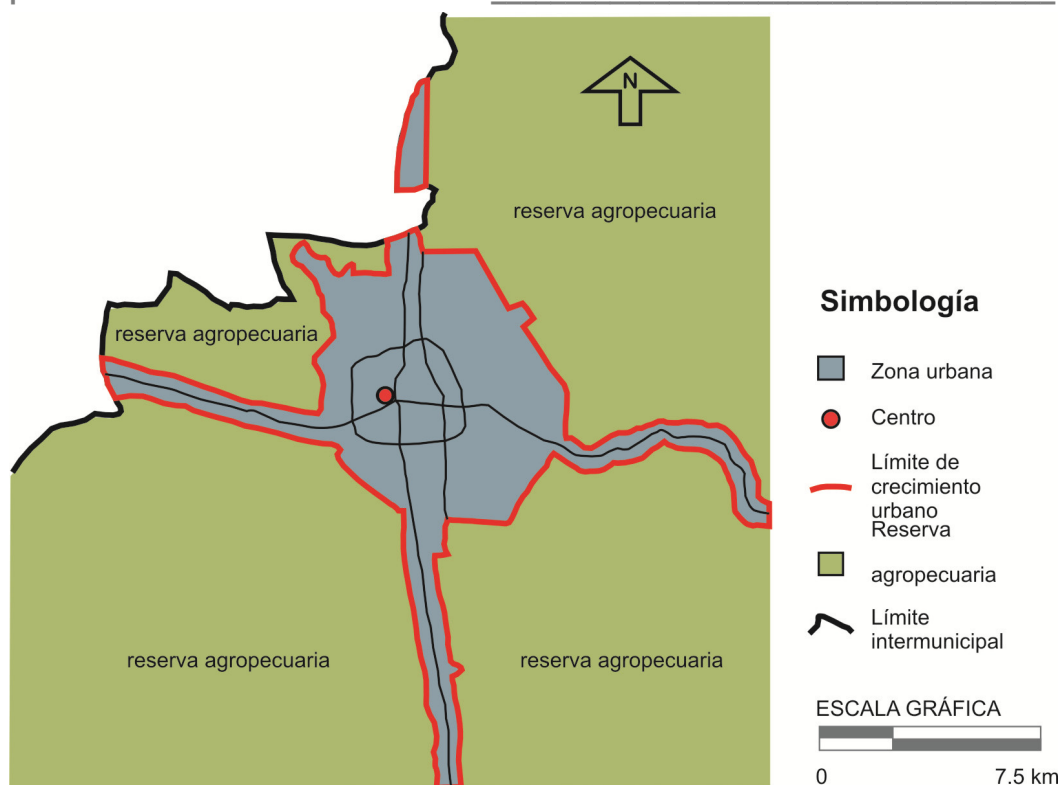 N
reserva agropecuaria
reserva agropecuaria
reserva agropecuaria
reserva agropecuaria
Simbología
Zona urbana
Centro
Límite de
crecimiento
urbano
Reserva
agropecuaria
Límite
intermunicipal
ESCALA GRÁFICA
0 7.5 km